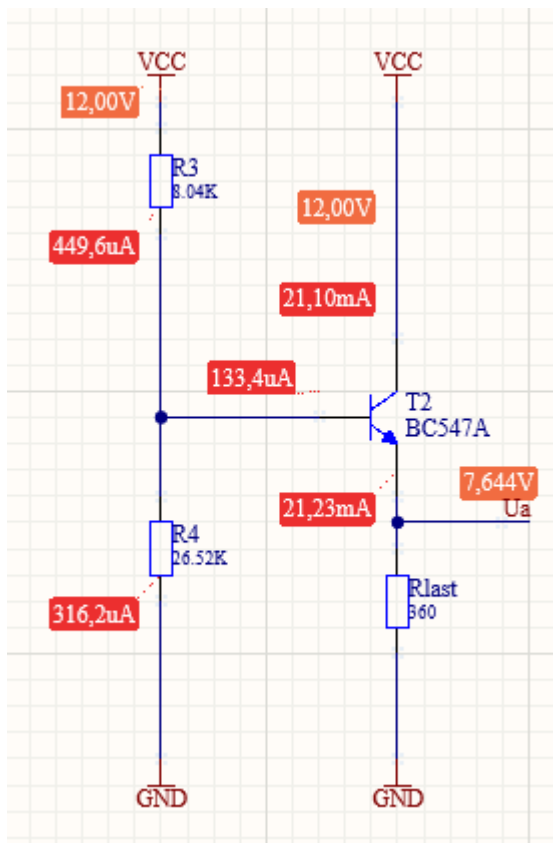 VCC
VCC
12,00V
R3
8.04K
12,00V
449,6uA
21,10mA
133,4uA
T2
BC547A
7,644V
Ua
21,23mA
R4
26.52K
Rlast
360
316,2uA
GND
GND